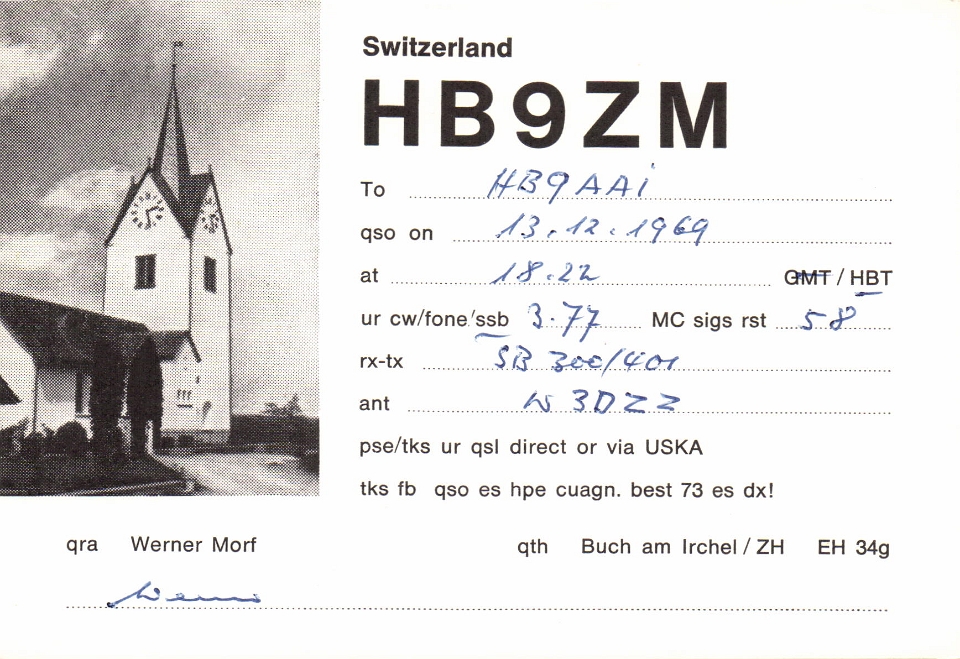 Switzerland
HB9ZM
To HB9AAI
qso on 13.12.1969
at 18.22 GMT / HBT
ur cw/fone/ssb 3.77 MC sigs rst 58
rx-tx SB 300/401
ant W3DZZ
pse/tks ur qsl direct or via USKA
tks fb qso es hpe cuagn. best 73 es dx!
qra Werner Morf qth Buch am Irchel / ZH EH 34g
Werner